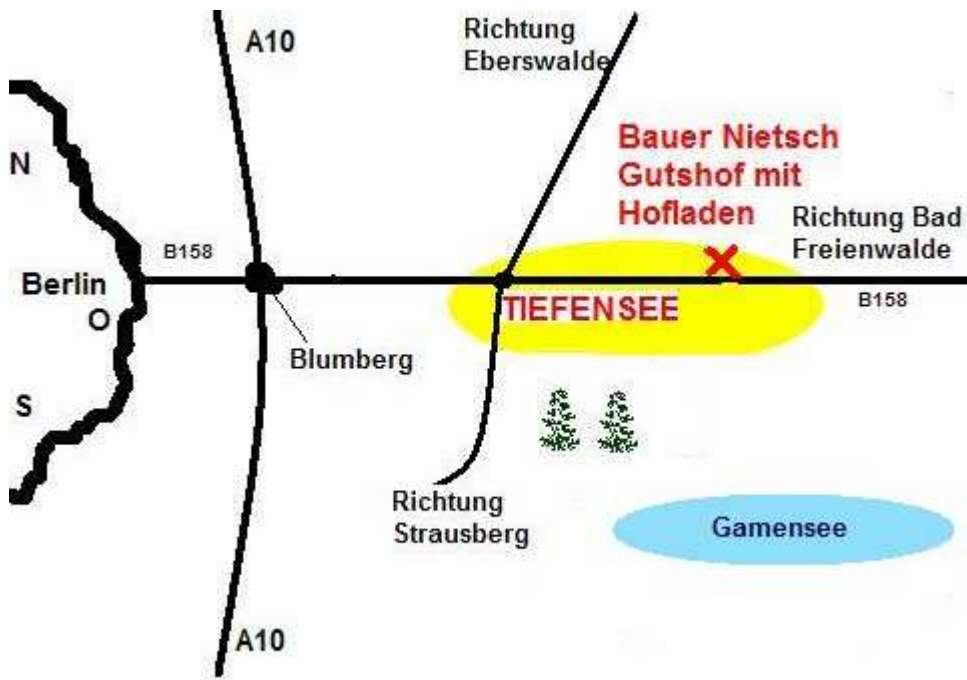 A10
Richtung
Eberswalde
Bauer Nietsch
Gutshof mit
Hofladen
N
Richtung Bad
Freienwalde
B158
Berlin
O
B158
TIEFENSEE
Blumberg
S
Richtung
Strausberg
Gamensee
A10